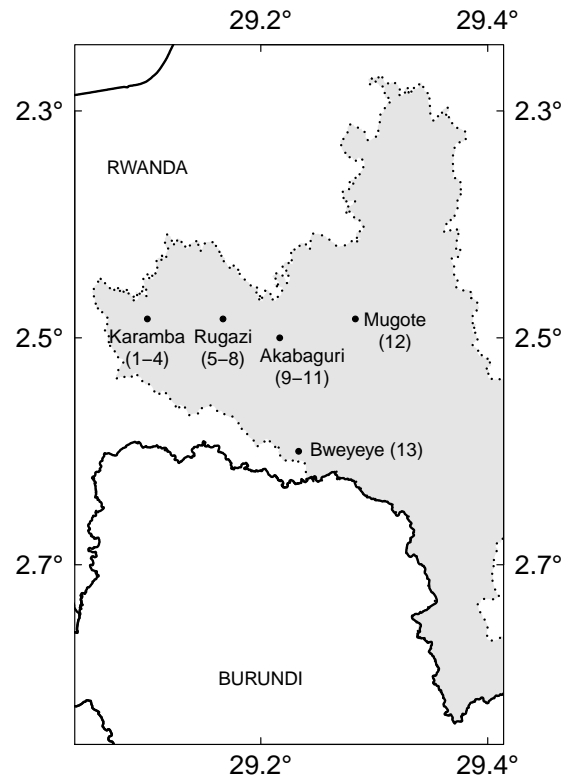 29.2° 29.4°
2.3° 2.3°
RWANDA
Karamba Rugazi Mugote
(1–4) (5–8) Akabaguri (12)
(9–11)
2.5° 2.5°
Bweyeye (13)
2.7° 2.7°
BURUNDI
29.2° 29.4°